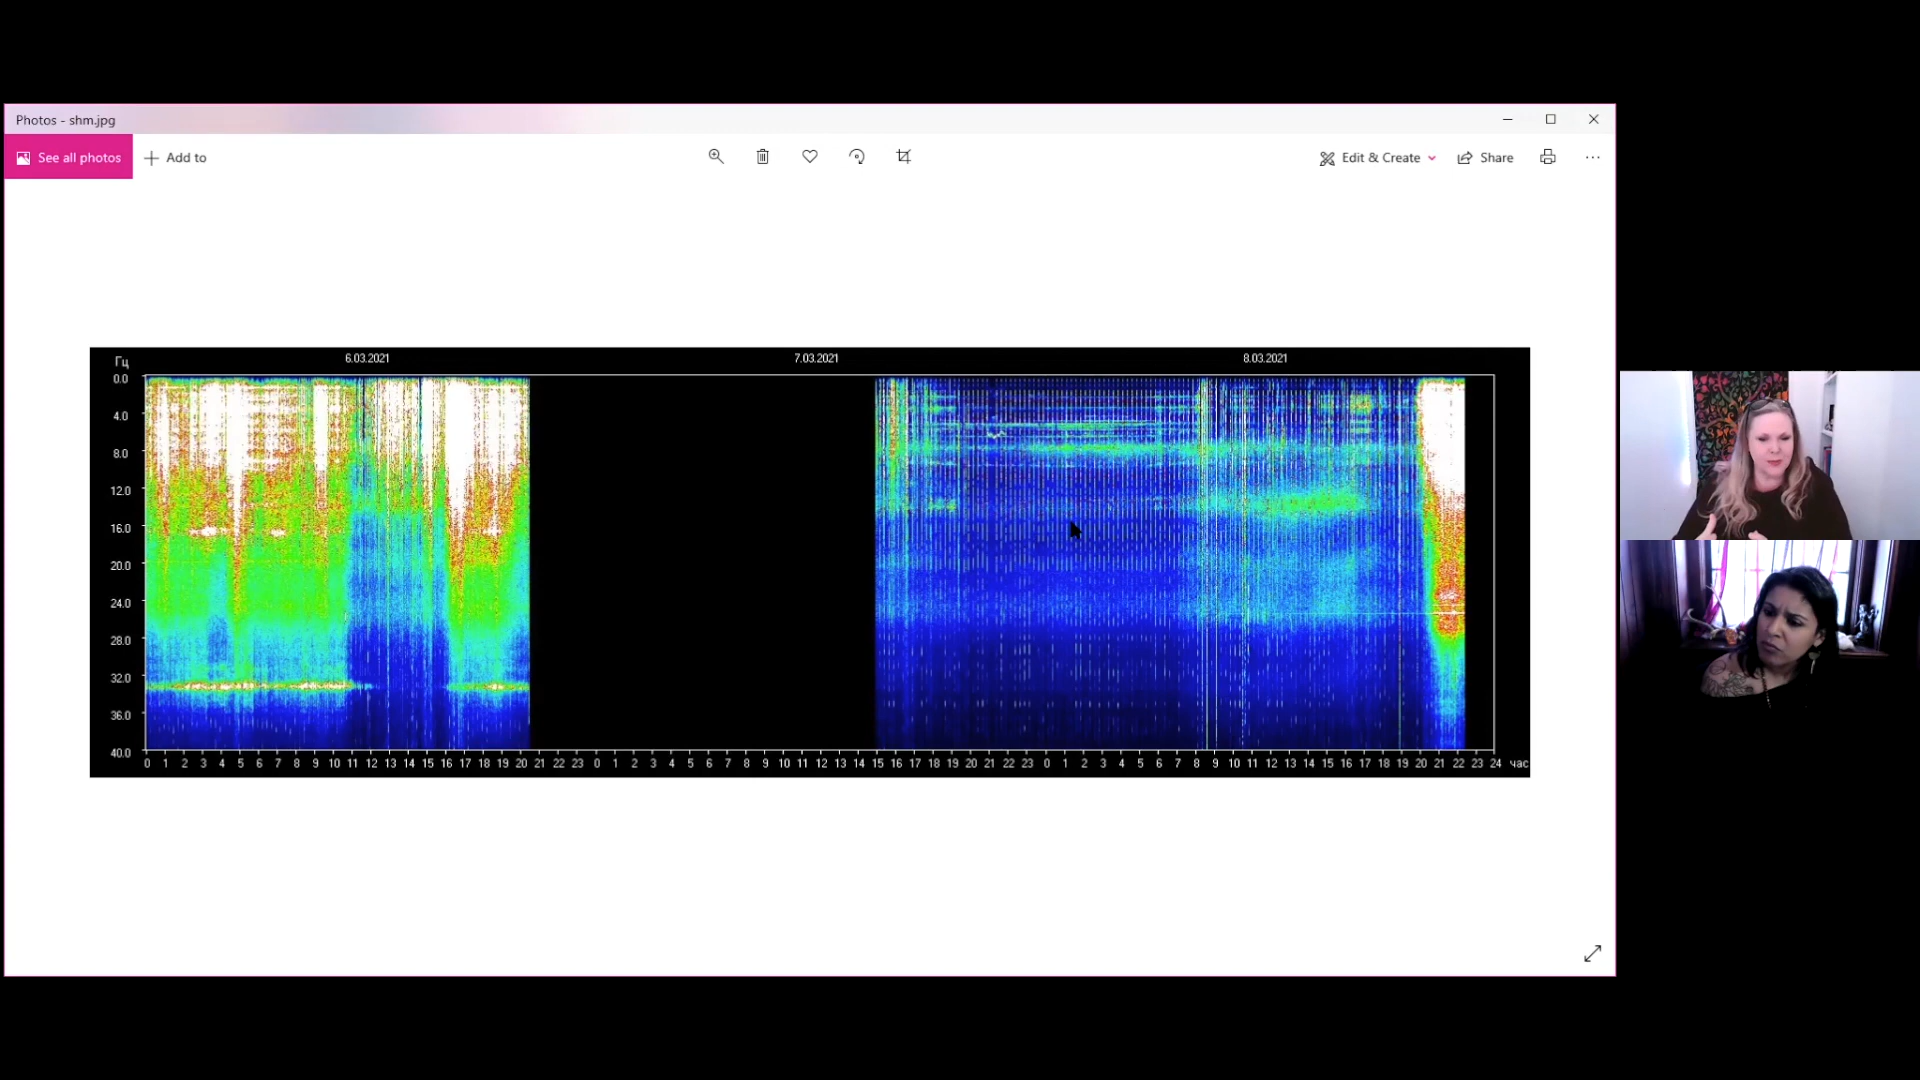 Photos - shm.jpg
See all photos
Add to
Edit & Create
Share
Гц
6.03.2021 7.03.2021 8.03.2021
0.0
4.0
8.0
12.0
16.0
20.0
24.0
28.0
32.0
36.0
40.0
0 1 2 3 4 5 6 7 8 9 10 11 12 13 14 15 16 17 18 19 20 21 22 23 0 1 2 3 4 5 6 7 8 9 10 11 12 13 14 15 16 17 18 19 20 21 22 23 0 1 2 3 4 5 6 7 8 9 10 11 12 13 14 15 16 17 18 19 20 21 22 23 24 час